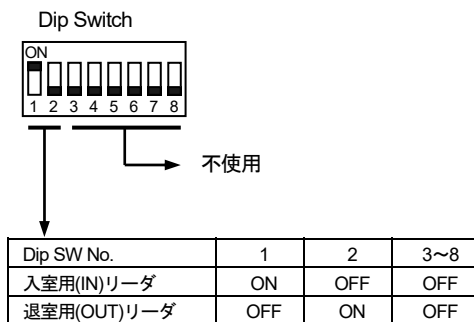 Dip Switch
ON
1 2 3 4 5 6 7 8
不使用
Dip SW No. 1 2 3～8
入室用(IN)リーダ ON OFF OFF
退室用(OUT)リーダ OFF ON OFF